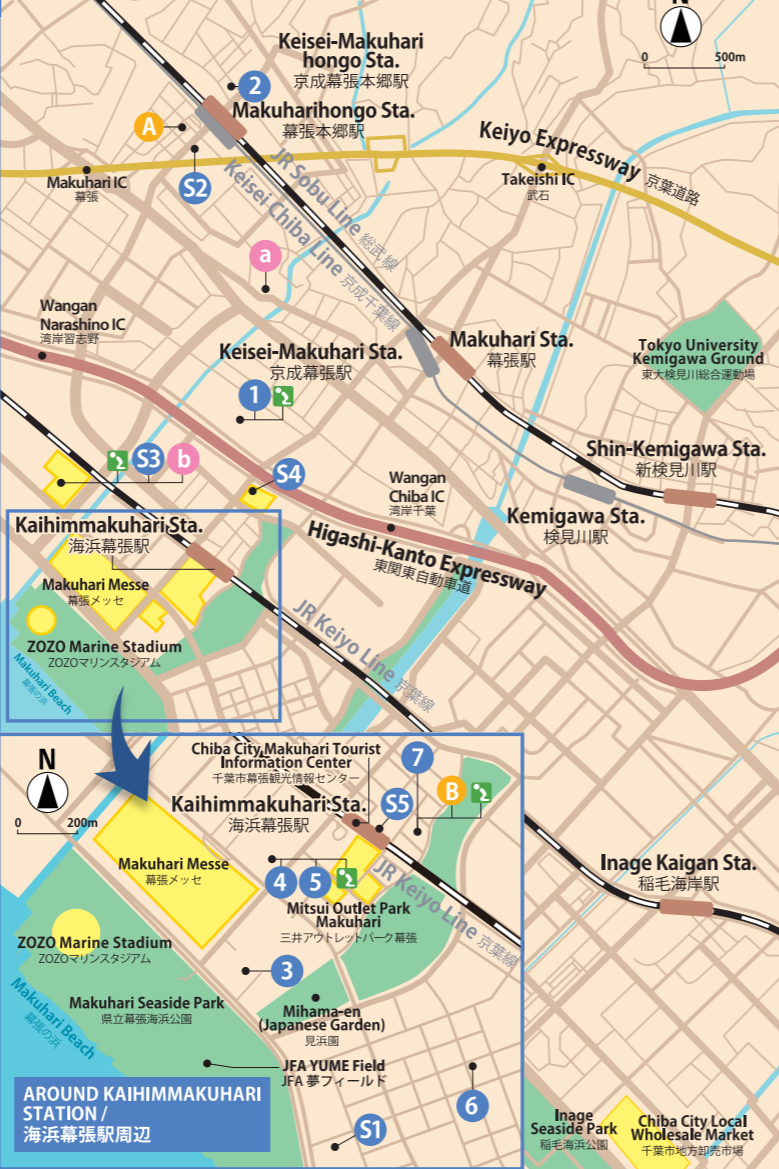 N
0 500m
Keisei-Makuhari
hongo Sta.
京成幕張本郷駅
2
Makuharihongo Sta.
幕張本郷駅
A
S2
Keiyo Expressway 京葉道路
Makuhari IC
幕張
Takeishi IC
武石
JR Sobu Line 総武線
Keisei Chiba Line 京成千葉線
a
Wangan
Narashino IC
湾岸習志野
Keisei-Makuhari Sta.
京成幕張駅
1
Makuhari Sta.
幕張駅
Tokyo University
Kemigawa Ground
東大検見川総合運動場
Shin-Kemigawa Sta.
新検見川駅
S3
b
S4
Wangan
Chiba IC
湾岸千葉
Kemigawa Sta.
検見川駅
Kaihimmakuhari Sta.
海浜幕張駅
Higashi-Kanto Expressway
東関東自動車道
Makuhari Messe
幕張メッセ
ZOZO Marine Stadium
ZOZOマリンスタジアム
Makuhari Beach
幕張の浜
JR Keiyo Line 京葉線
N
0 200m
Chiba City Makuhari Tourist
Information Center
千葉市幕張観光情報センター
7
Kaihimmakuhari Sta.
海浜幕張駅
S5
B
Makuhari Messe
幕張メッセ
4
5
JR Keiyo Line 京葉線
Mitsui Outlet Park
Makuhari
三井アウトレットパーク幕張
Inage Kaigan Sta.
稲毛海岸駅
ZOZO Marine Stadium
ZOZOマリンスタジアム
3
Makuhari Beach
幕張の浜
Makuhari Seaside Park
県立幕張海浜公園
Mihama-en
(Japanese Garden)
見浜園
JFA YUME Field
JFA 夢フィールド
6
S1
AROUND KAIHIMMAKUHARI
STATION /
海浜幕張駅周辺
Inage
Seaside Park
稲毛海浜公園
Chiba City Local
Wholesale Market
千葉市地方卸売市場